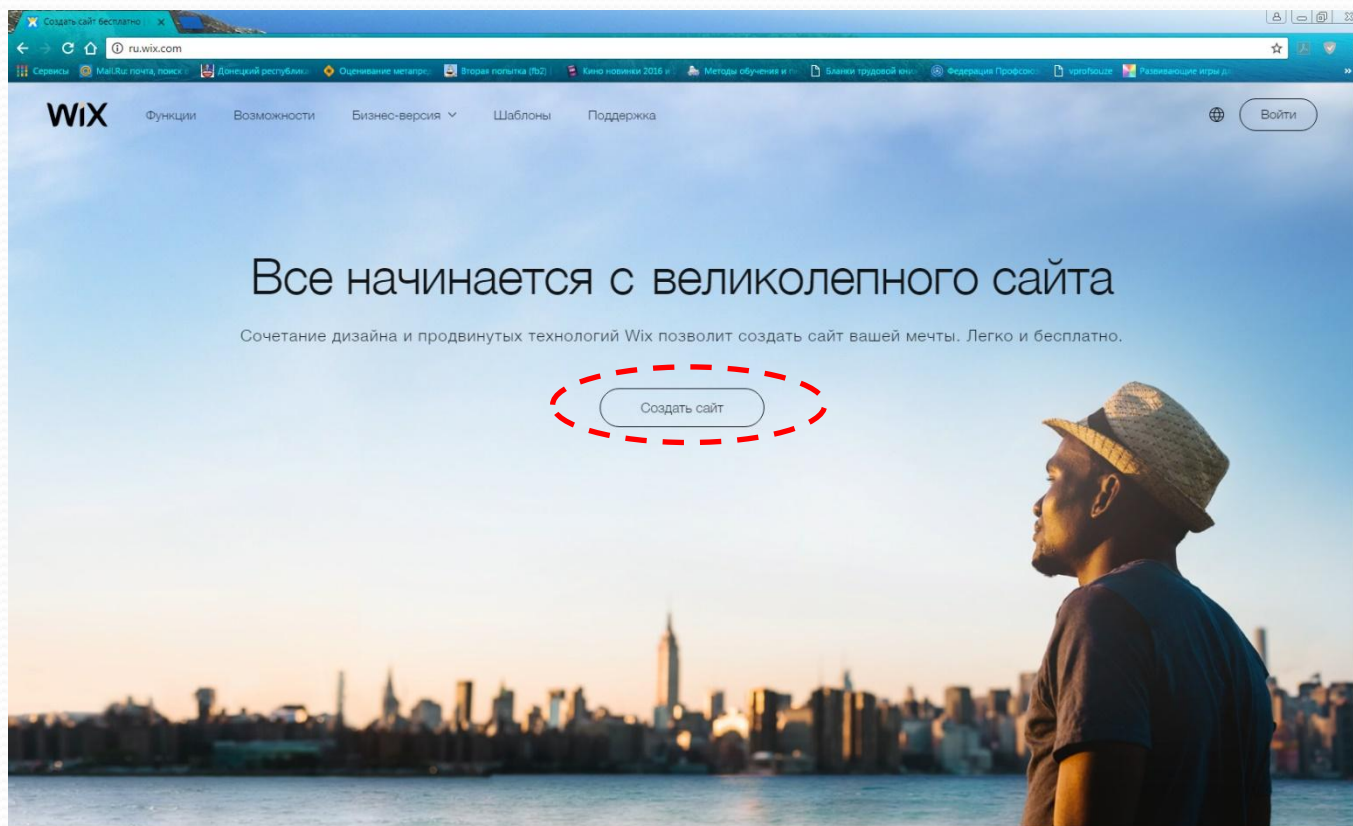 Создать сайт бесплатно
ru.wix.com
Сервисы Mail.Ru: почта, поиск Донецкий республик Оценивание метапре Вторая попытка (fb2) Кино новинки 2016 и Методы обучения и Бланки трудовой кни Федерация Профсою vprofsouze Развивающие игры д »
WiX Функции Возможности Бизнес-версия Шаблоны Поддержка Войти
Все начинается с великолепного сайта
Сочетание дизайна и продвинутых технологий Wix позволит создать сайт вашей мечты. Легко и бесплатно.
Создать сайт